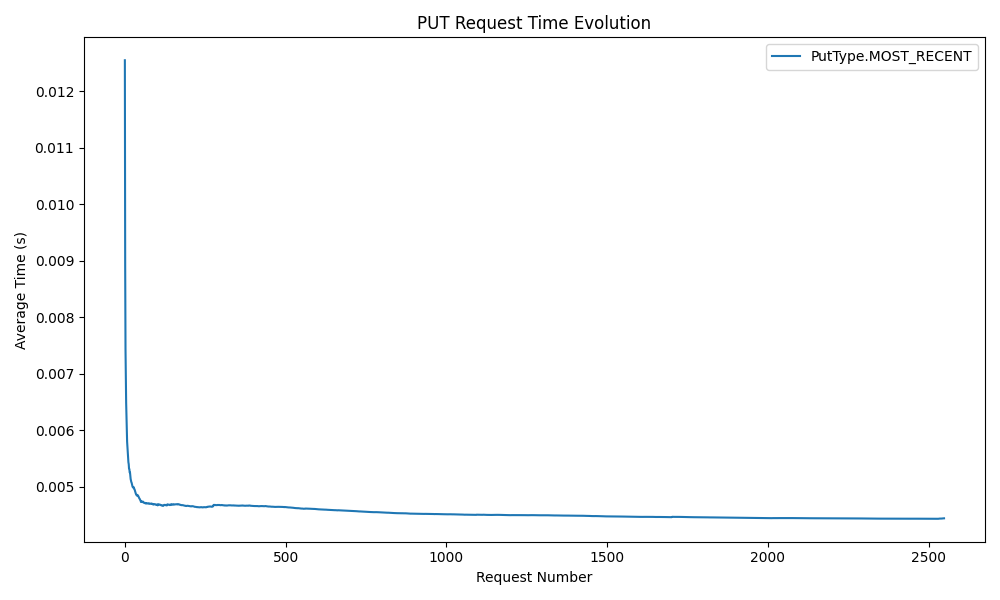 PUT Request Time Evolution
PutType.MOST_RECENT
Average Time (s)
0.012
0.011
0.010
0.009
0.008
0.007
0.006
0.005
0 500 1000 1500 2000 2500
Request Number